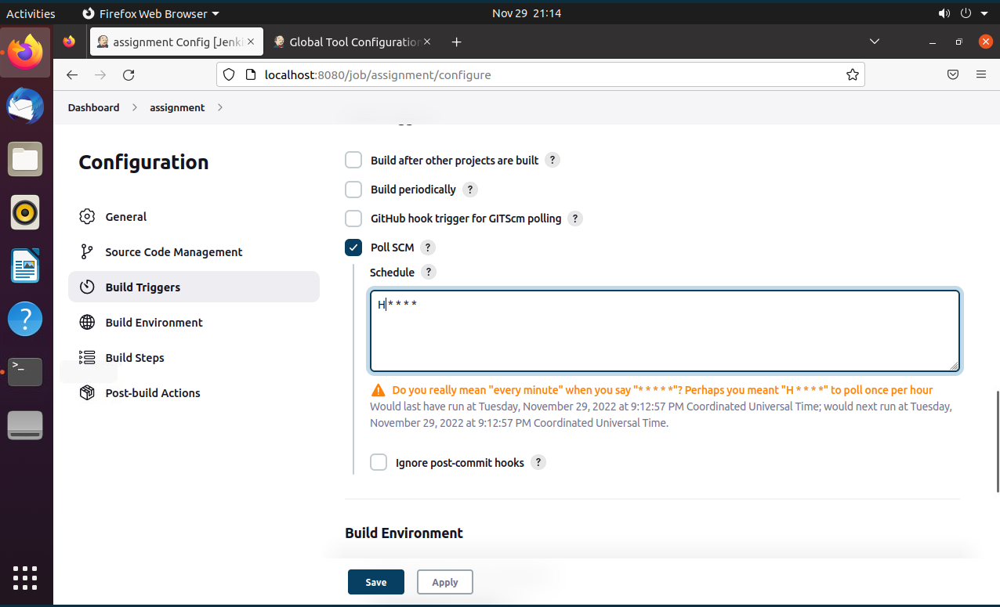 Activities Firefox Web Browser Nov 29 21:14
assignment Config [Jenki Global Tool Configuration
localhost:8080/job/assignment/configure
Dashboard assignment
Configuration
General
Source Code Management
Build Triggers
Build Environment
Build Steps
Post-build Actions
Build after other projects are built ?
Build periodically ?
GitHub hook trigger for GITScm polling ?
Poll SCM ?
Schedule ?
H * * * *
Do you really mean "every minute" when you say "* * * * *"? Perhaps you meant "H * * * *" to poll once per hour
Would last have run at Tuesday, November 29, 2022 at 9:12:57 PM Coordinated Universal Time; would next run at Tuesday,
November 29, 2022 at 9:12:57 PM Coordinated Universal Time.
Ignore post-commit hooks ?
Build Environment
Save Apply